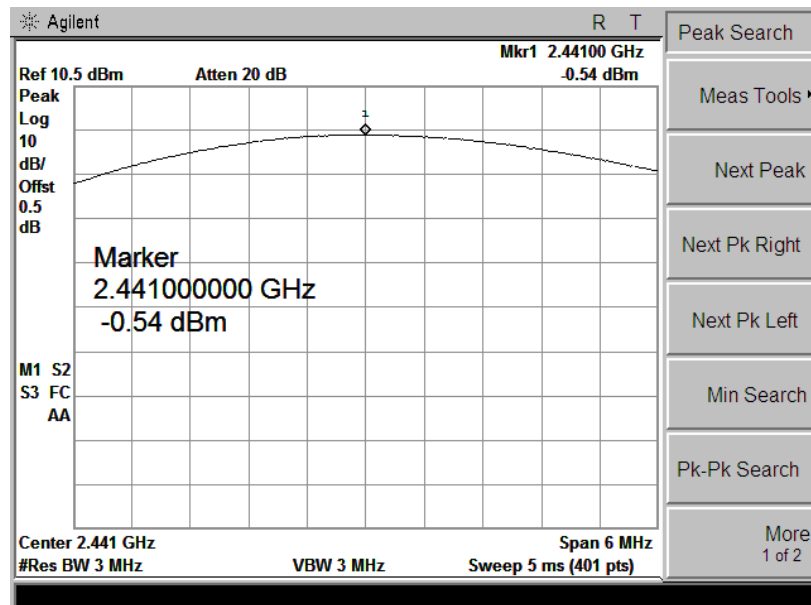 Agilent R T
Mkr1 2.44100 GHz
Ref 10.5 dBm Atten 20 dB -0.54 dBm
Peak
Log
10
dB/
Offst
0.5
dB
1
Marker
2.441000000 GHz
-0.54 dBm
M1 S2
S3 FC
AA
Center 2.441 GHz Span 6 MHz
#Res BW 3 MHz VBW 3 MHz Sweep 5 ms (401 pts)
Peak Search
Meas Tools
Next Peak
Next Pk Right
Next Pk Left
Min Search
Pk-Pk Search
More
1 of 2